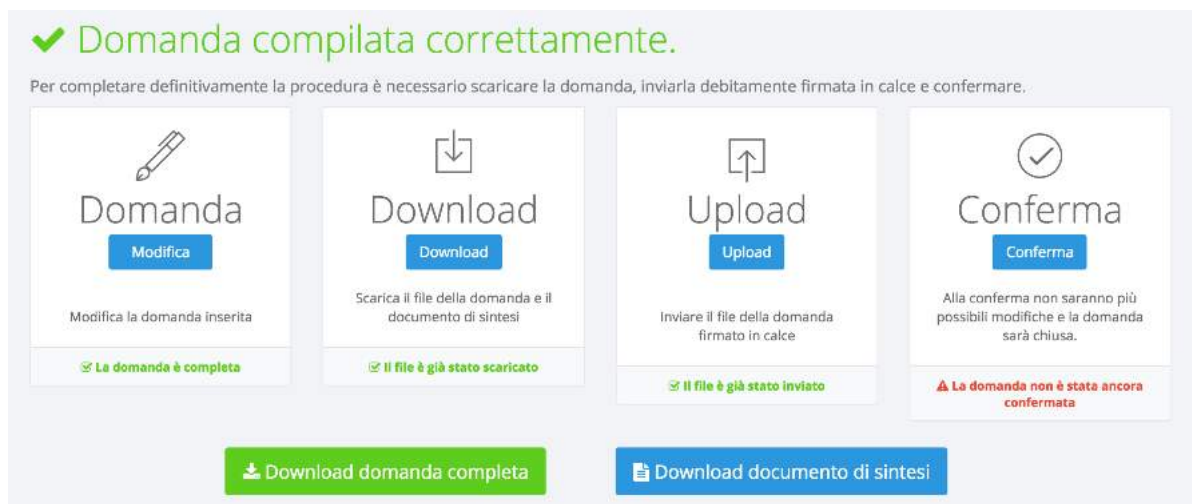 Domanda compilata correttamente.
Per completare definitivamente la procedura è necessario scaricare la domanda, inviarla debitamente firmata in calce e confermare.
Domanda
Modifica
Modifica la domanda inserita
La domanda è completa
Download
Download
Scarica il file della domanda e il
documento di sintesi
Il file è già stato scaricato
Upload
Upload
Inviare il file della domanda
firmato in calce
Il file è già stato inviato
Conferma
Conferma
Alla conferma non saranno più
possibili modifiche e la domanda
sarà chiusa.
La domanda non è stata ancora
confermata
Download domanda completa
Download documento di sintesi